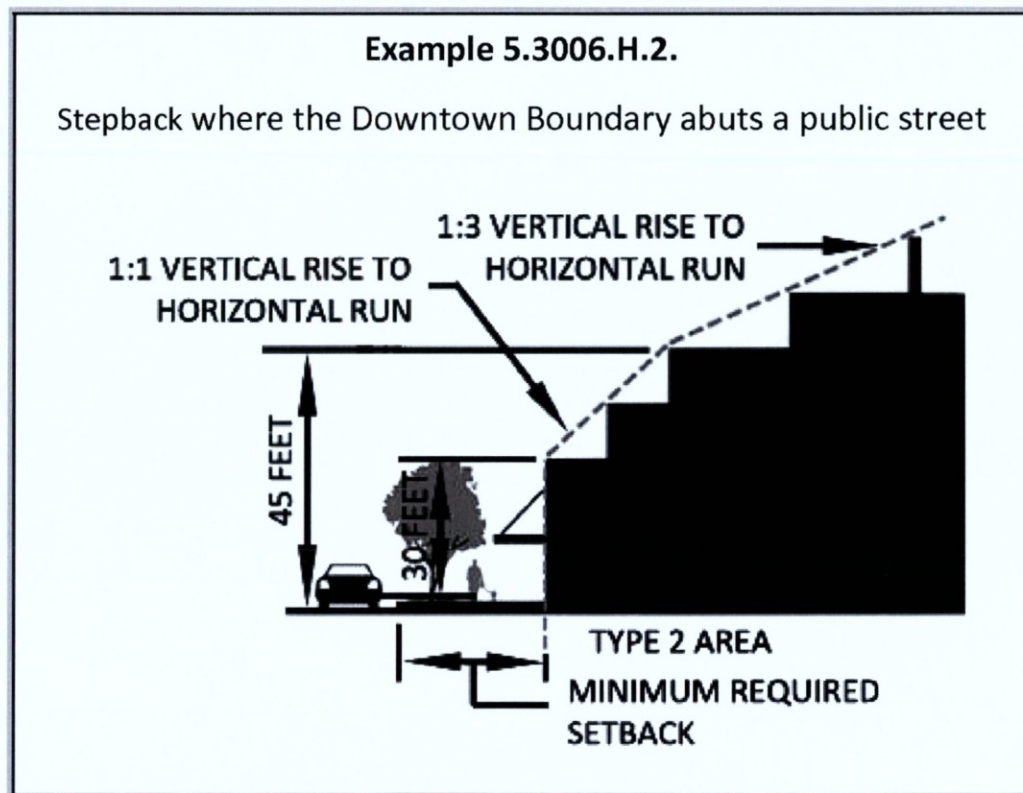 Example 5.3006.H.2.
Stepback where the Downtown Boundary abuts a public street
1:3 VERTICAL RISE TO
HORIZONTAL RUN
1:1 VERTICAL RISE TO
HORIZONTAL RUN
45 FEET
30 FEET
TYPE 2 AREA
MINIMUM REQUIRED
SETBACK